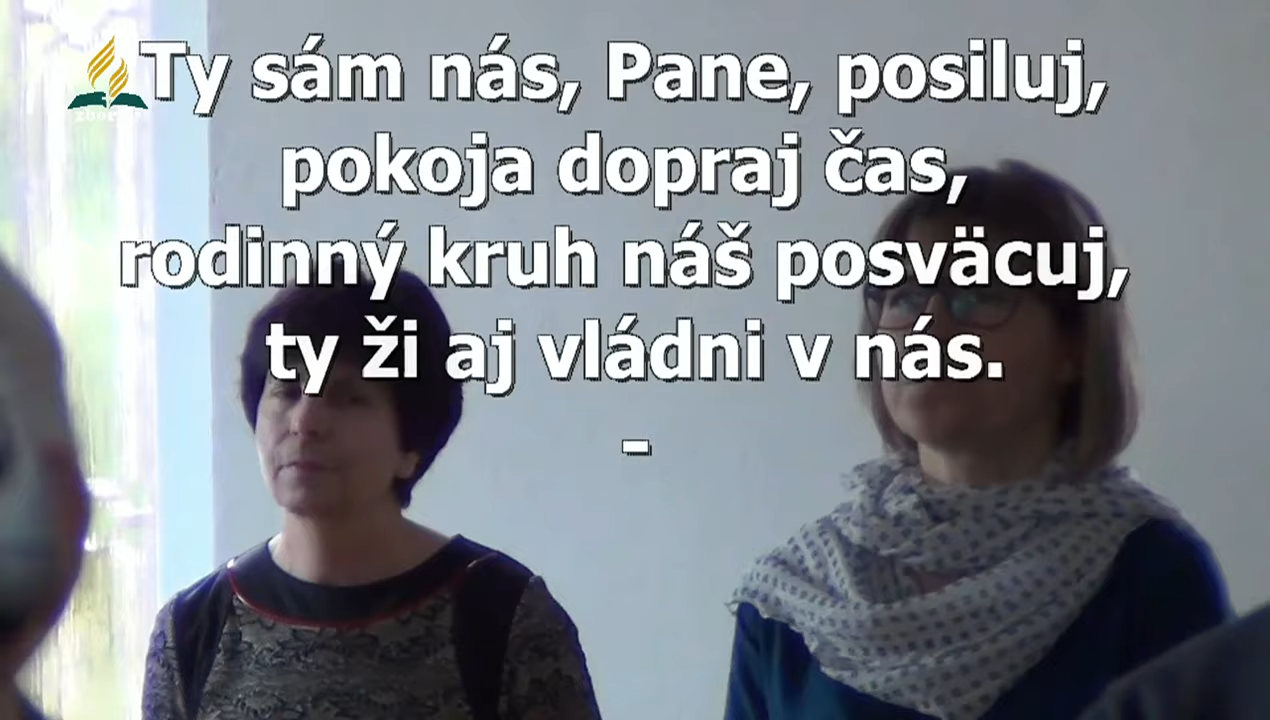 Ty sám nás, Pane, posiluj,
pokoja dopraj čas,
rodinný kruh náš posväcuj,
ty ži aj vládni v nás.
-